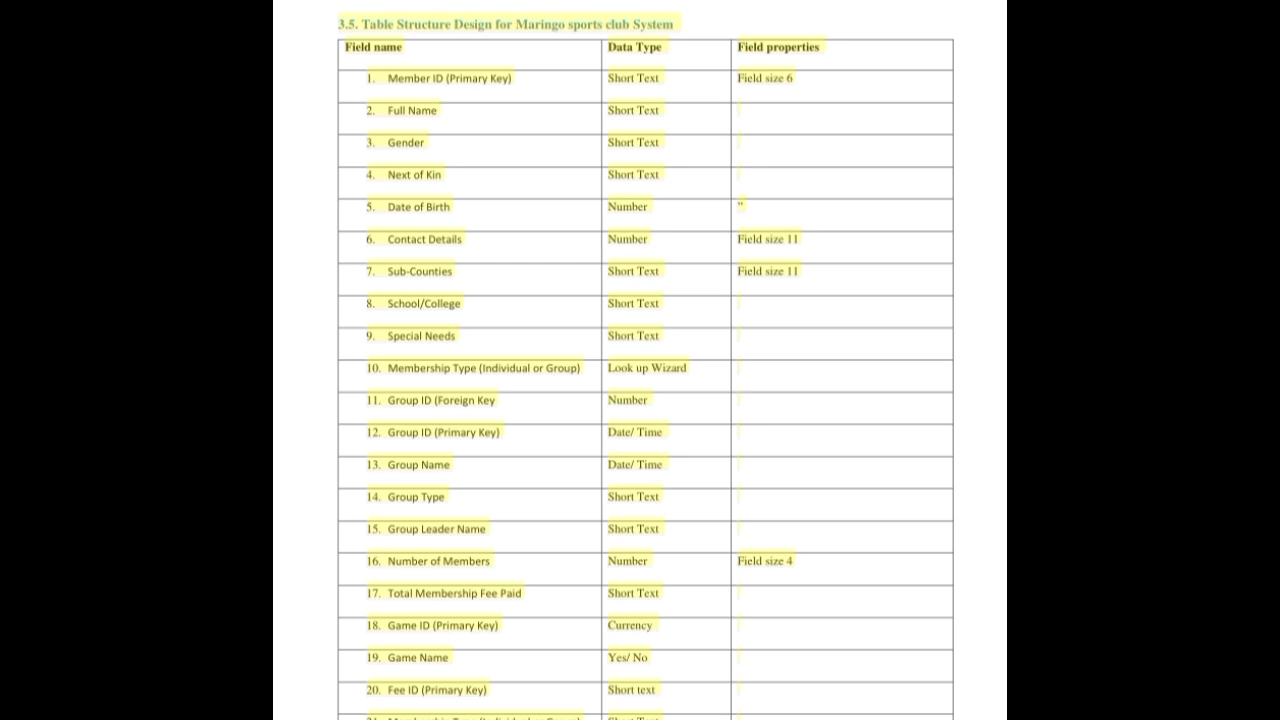 3.5. Table Structure Design for Maringo sports club System
Field name Data Type Field properties
1. Member ID (Primary Key) Short Text Field size 6
2. Full Name Short Text
3. Gender Short Text
4. Next of Kin Short Text
5. Date of Birth Number "
6. Contact Details Number Field size 11
7. Sub-Counties Short Text Field size 11
8. School/College Short Text
9. Special Needs Short Text
10. Membership Type (Individual or Group) Look up Wizard
11. Group ID (Foreign Key Number
12. Group ID (Primary Key) Date/ Time
13. Group Name Date/ Time
14. Group Type Short Text
15. Group Leader Name Short Text
16. Number of Members Number Field size 4
17. Total Membership Fee Paid Short Text
18. Game ID (Primary Key) Currency
19. Game Name Yes/ No
20. Fee ID (Primary Key) Short text